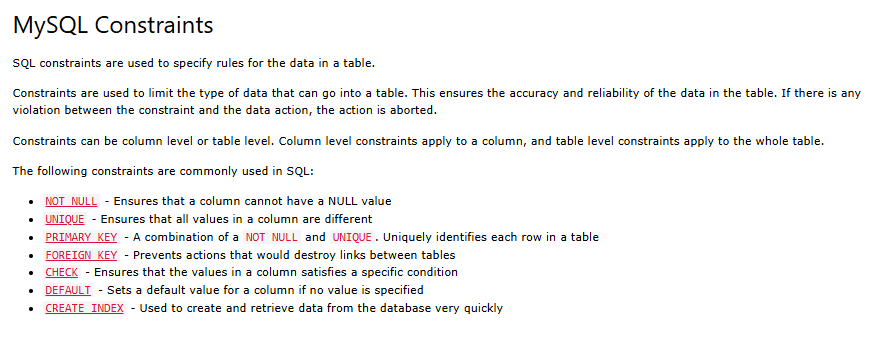 MySQL Constraints
SQL constraints are used to specify rules for the data in a table.
Constraints are used to limit the type of data that can go into a table. This ensures the accuracy and reliability of the data in the table. If there is any
violation between the constraint and the data action, the action is aborted.
Constraints can be column level or table level. Column level constraints apply to a column, and table level constraints apply to the whole table.
The following constraints are commonly used in SQL:
• NOT NULL - Ensures that a column cannot have a NULL value
• UNIQUE - Ensures that all values in a column are different
• PRIMARY KEY - A combination of a NOT NULL and UNIQUE. Uniquely identifies each row in a table
• FOREIGN KEY - Prevents actions that would destroy links between tables
• CHECK - Ensures that the values in a column satisfies a specific condition
• DEFAULT - Sets a default value for a column if no value is specified
• CREATE INDEX - Used to create and retrieve data from the database very quickly